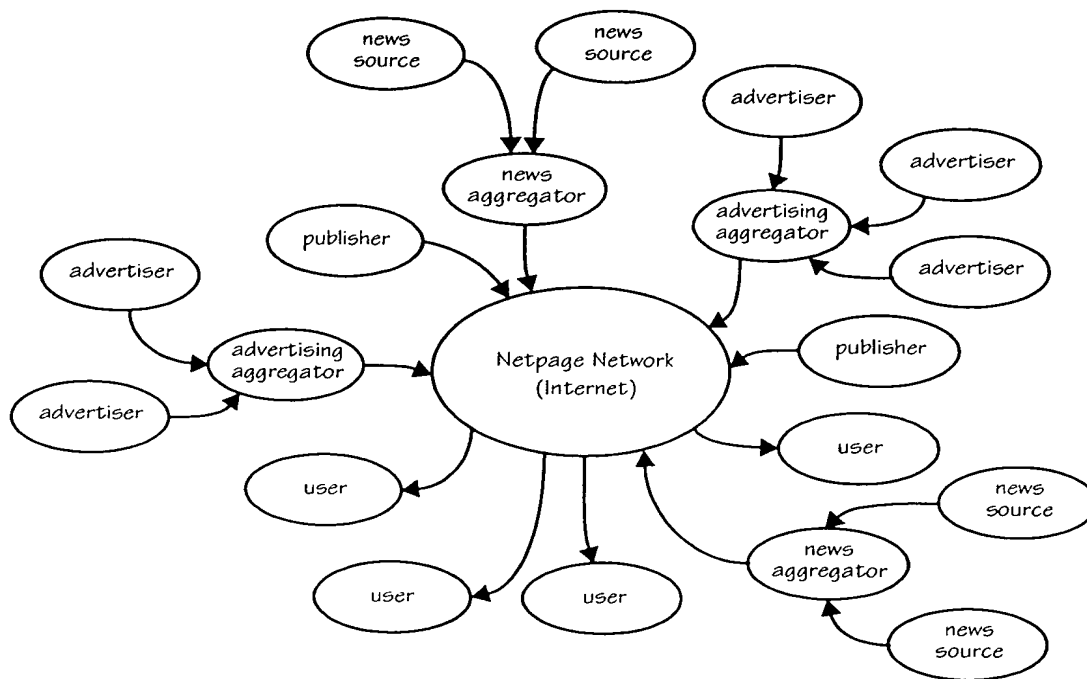 news
source
news
source
advertiser
advertiser
news
aggregator
advertising
aggregator
publisher
advertiser
advertiser
publisher
advertising
aggregator
Netpage Network
(Internet)
advertiser
user
user
news
source
news
aggregator
user
user
news
source